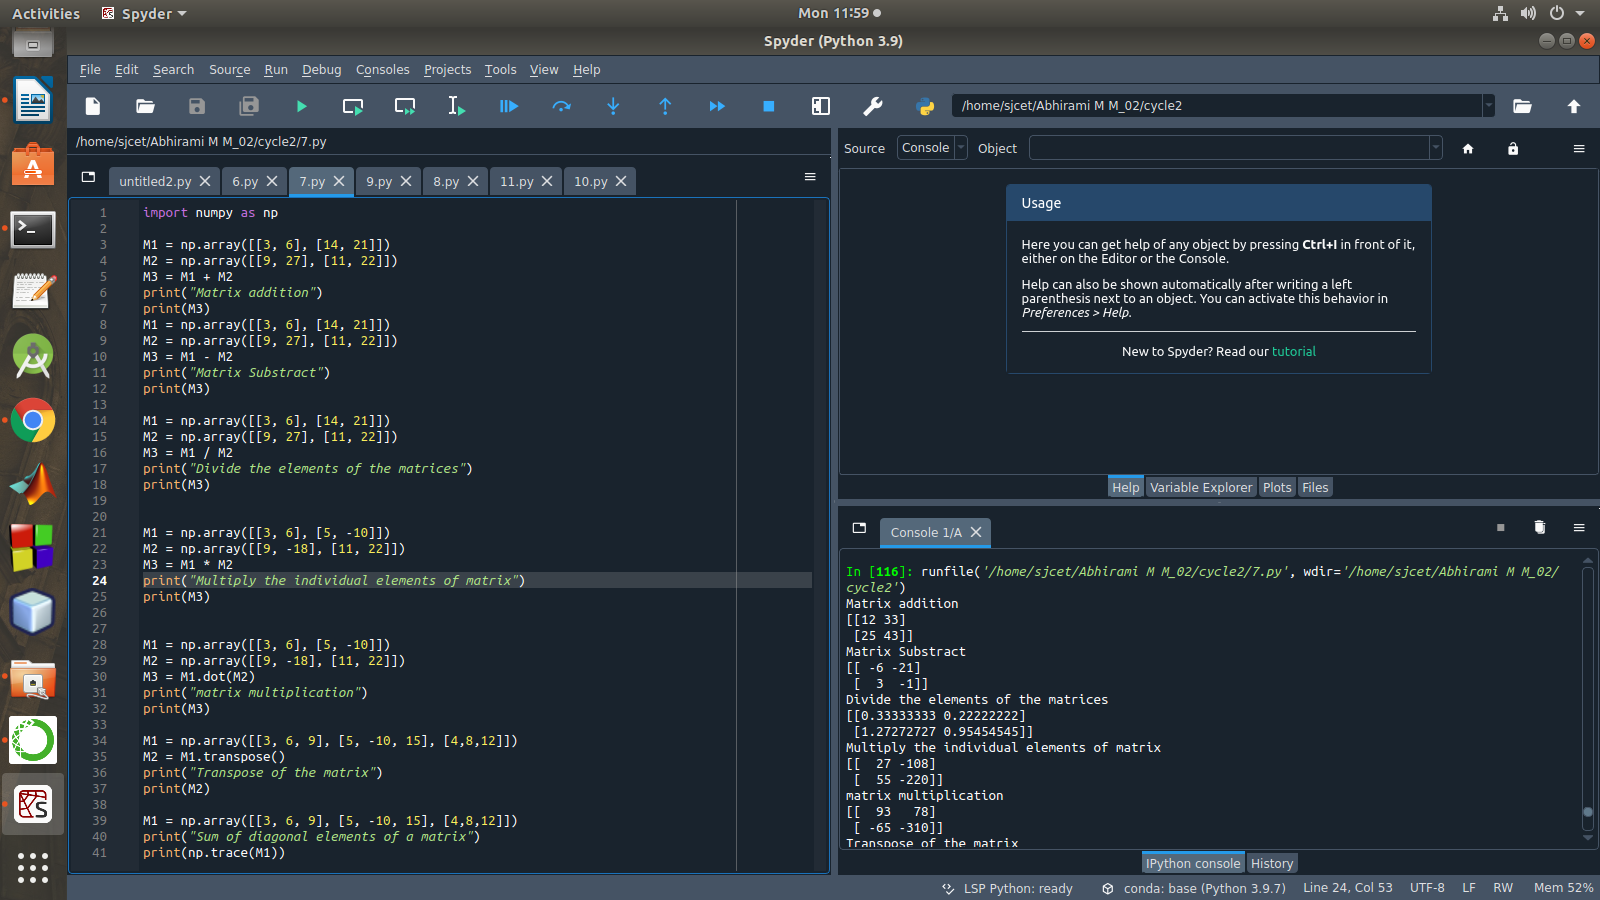 Activities Spyder Mon 11:59
Spyder (Python 3.9)
File Edit Search Source Run Debug Consoles Projects Tools View Help
/home/sjcet/Abhirami M M_02/cycle2
/home/sjcet/Abhirami M M_02/cycle2/7.py
untitled2.py 6.py 7.py 9.py 8.py 11.py 10.py
1 import numpy as np
2
3 M1 = np.array([[3, 6], [14, 21]])
4 M2 = np.array([[9, 27], [11, 22]])
5 M3 = M1 + M2
6 print("Matrix addition")
7 print(M3)
8 M1 = np.array([[3, 6], [14, 21]])
9 M2 = np.array([[9, 27], [11, 22]])
10 M3 = M1 - M2
11 print("Matrix Substract")
12 print(M3)
13
14 M1 = np.array([[3, 6], [14, 21]])
15 M2 = np.array([[9, 27], [11, 22]])
16 M3 = M1 / M2
17 print("Divide the elements of the matrices")
18 print(M3)
19
20
21 M1 = np.array([[3, 6], [5, -10]])
22 M2 = np.array([[9, -18], [11, 22]])
23 M3 = M1 * M2
24 print("Multiply the individual elements of matrix")
25 print(M3)
26
27
28 M1 = np.array([[3, 6], [5, -10]])
29 M2 = np.array([[9, -18], [11, 22]])
30 M3 = M1.dot(M2)
31 print("matrix multiplication")
32 print(M3)
33
34 M1 = np.array([[3, 6, 9], [5, -10, 15], [4,8,12]])
35 M2 = M1.transpose()
36 print("Transpose of the matrix")
37 print(M2)
38
39 M1 = np.array([[3, 6, 9], [5, -10, 15], [4,8,12]])
40 print("Sum of diagonal elements of a matrix")
41 print(np.trace(M1))
Source Console Object
Usage
Here you can get help of any object by pressing Ctrl+I in front of it,
either on the Editor or the Console.
Help can also be shown automatically after writing a left
parenthesis next to an object. You can activate this behavior in
Preferences > Help.
New to Spyder? Read our tutorial
Help Variable Explorer Plots Files
Console 1/A
In [116]: runfile('/home/sjcet/Abhirami M M_02/cycle2/7.py', wdir='/home/sjcet/Abhirami M M_02/
cycle2')
Matrix addition
[[12 33]
[25 43]]
Matrix Substract
[[ -6 -21]
[ 3 -1]]
Divide the elements of the matrices
[[0.33333333 0.22222222]
[1.27272727 0.95454545]]
Multiply the individual elements of matrix
[[ 27 -108]
[ 55 -220]]
matrix multiplication
[[ 93 78]
[ -65 -310]]
Transpose of the matrix
IPython console History
LSP Python: ready conda: base (Python 3.9.7) Line 24, Col 53 UTF-8 LF RW Mem 52%